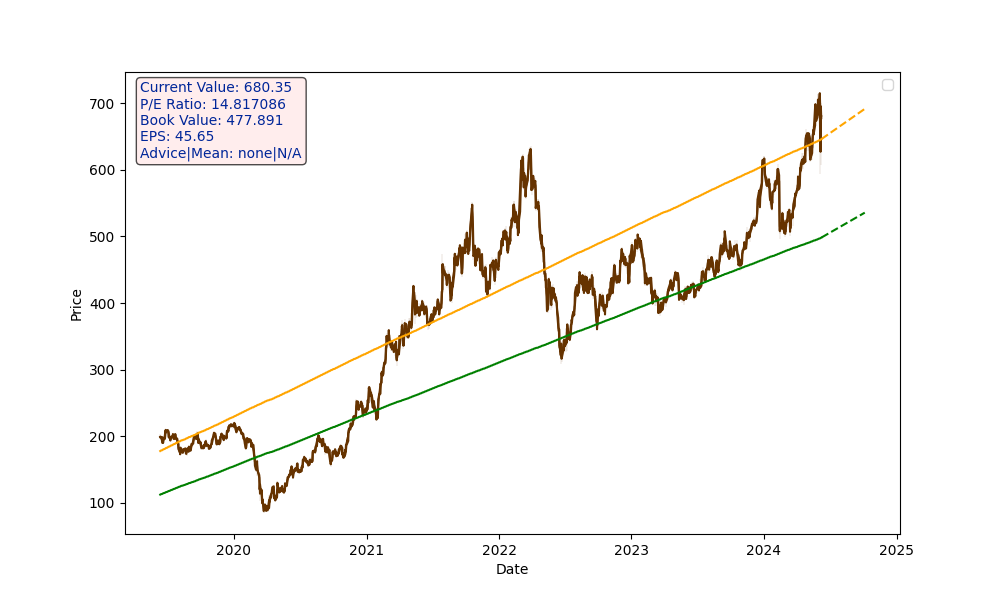 Current Value: 680.35
P/E Ratio: 14.817086
Book Value: 477.891
EPS: 45.65
Advice|Mean: none|N/A
700
600
500
400
300
200
100
Price
2020 2021 2022 2023 2024 2025
Date